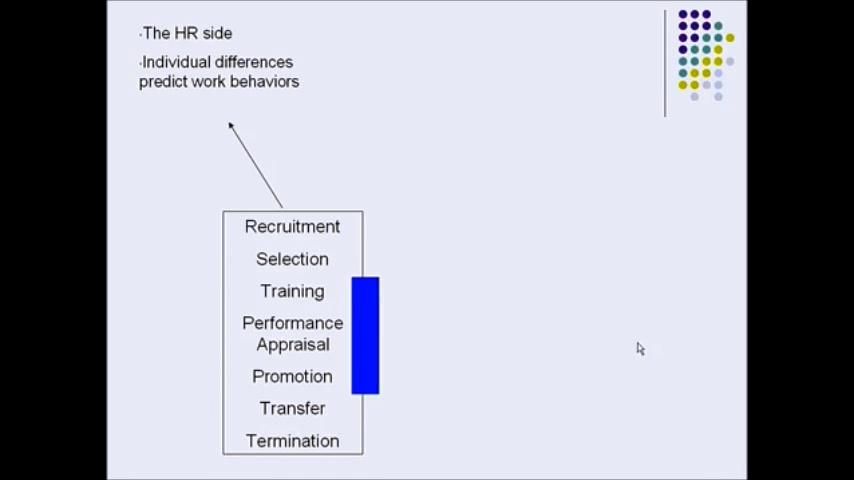 ·The HR side
·Individual differences
predict work behaviors
Recruitment
Selection
Training
Performance
Appraisal
Promotion
Transfer
Termination